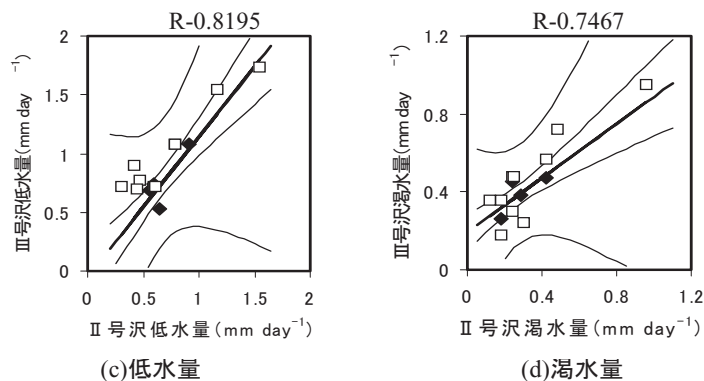 R-0.8195
2
1.5
1
0.5
0
0 0.5 1 1.5 2
Ⅲ号沢低水量(mm day⁻¹)
Ⅱ号沢低水量(mm day⁻¹)
(c)低水量
R-0.7467
1.2
0.8
0.4
0
0 0.4 0.8 1.2
Ⅲ号沢渇水量(mm day⁻¹)
Ⅱ号沢渇水量(mm day⁻¹)
(d)渇水量